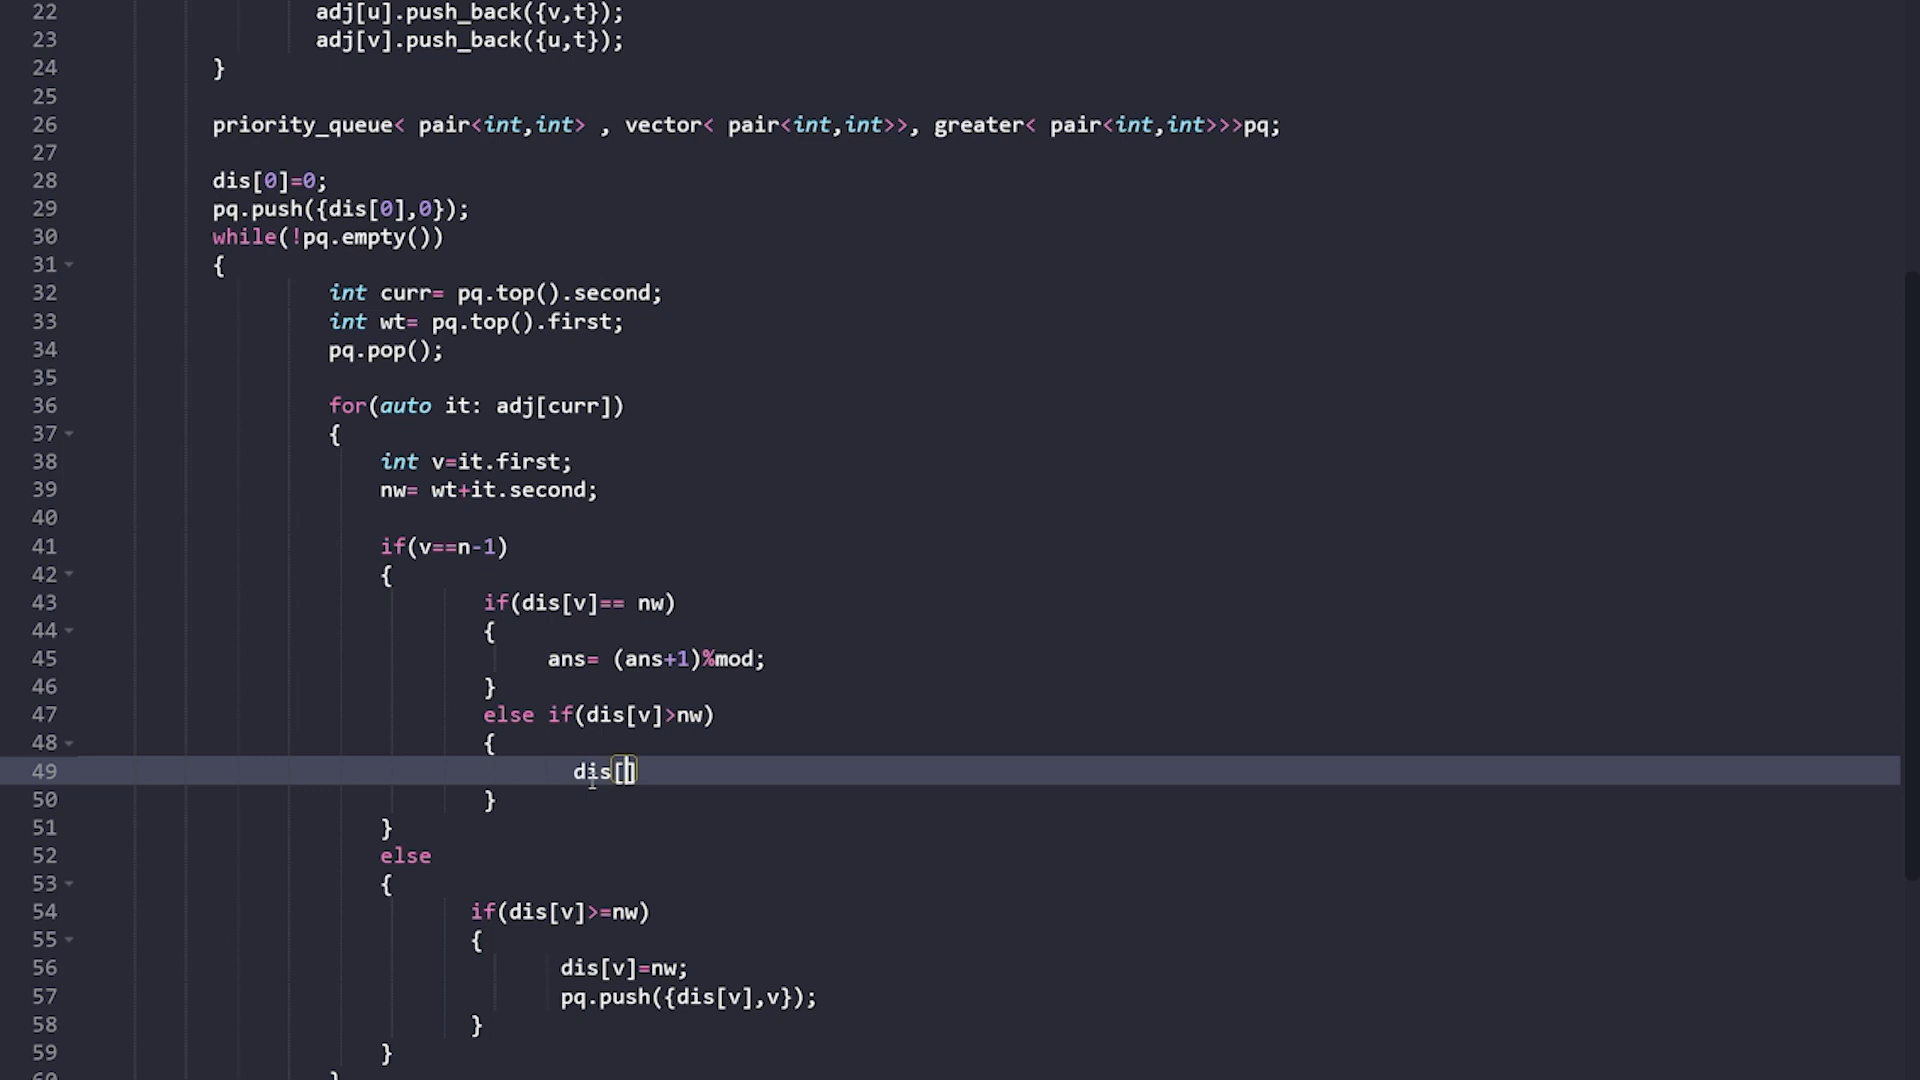 22 adj[u].push_back({v,t});
23 adj[v].push_back({u,t});
24 }
25
26 priority_queue< pair<int,int> , vector< pair<int,int>>, greater< pair<int,int>>>pq;
27
28 dis[0]=0;
29 pq.push({dis[0],0});
30 while(!pq.empty())
31 {
32 int curr= pq.top().second;
33 int wt= pq.top().first;
34 pq.pop();
35
36 for(auto it: adj[curr])
37 {
38 int v=it.first;
39 nw= wt+it.second;
40
41 if(v==n-1)
42 {
43 if(dis[v]== nw)
44 {
45 ans= (ans+1)%mod;
46 }
47 else if(dis[v]>nw)
48 {
49 dis[]
50 }
51 }
52 else
53 {
54 if(dis[v]>=nw)
55 {
56 dis[v]=nw;
57 pq.push({dis[v],v});
58 }
59 }
60 }